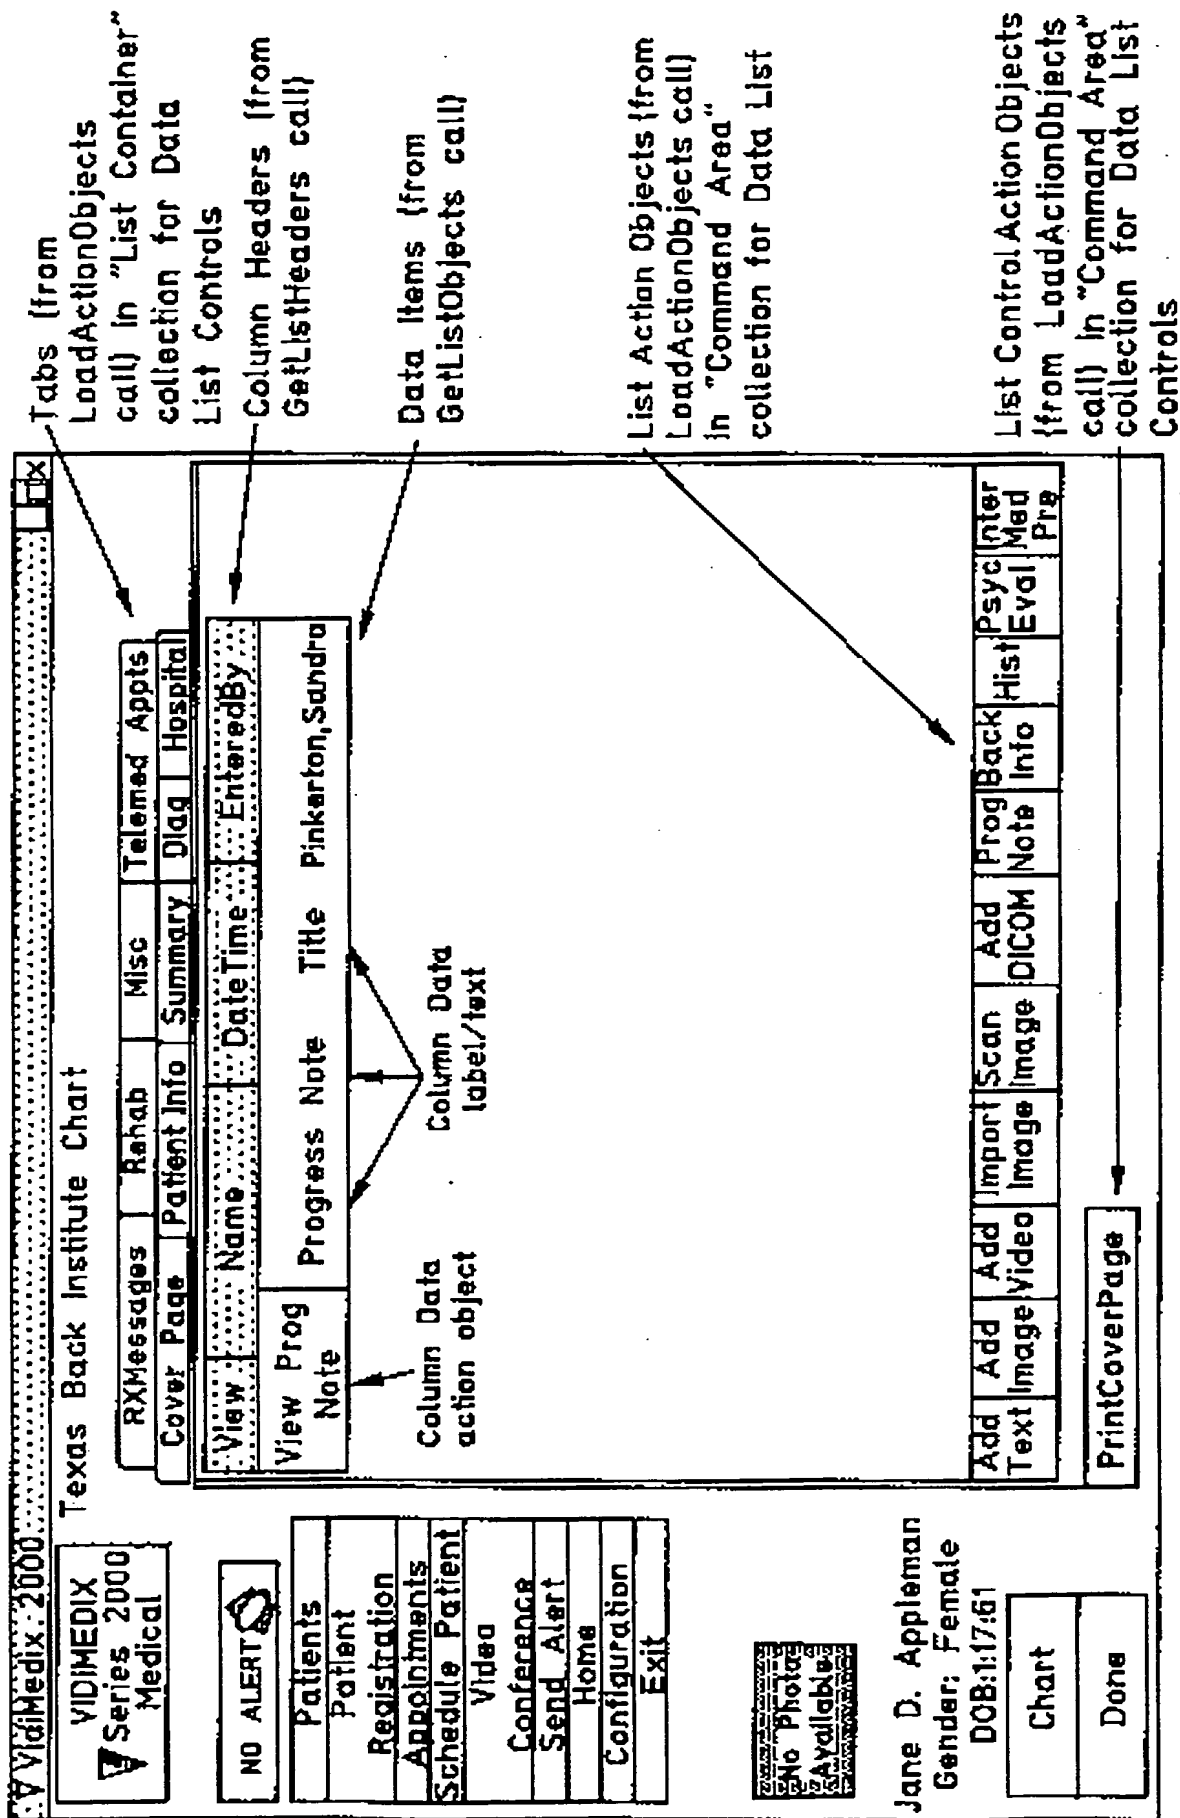 VidiMedix 2000
VIDIMEDIX
Series 2000
Medical
NO ALERT
Patients
Patient
Registration
Appointments
Schedule Patient
Video
Conference
Send Alert
Home
Configuration
Exit
No Photo
Available
Jane D. Appleman
Gender: Female
DOB:1:17:61
Chart
Done
Texas Back Institute Chart
RXMessages Rehab Misc Telemed Appts
Cover Page Patient Info Summary Diag Hospital
View Name DateTime EnteredBy
View Prog
Note
Progress Note Title Pinkerton,Sandra
Column Data
action object
Column Data
label/text
Add
Text
Add
Image
Add
Video
Import
Image
Scan
Image
Add
DICOM
Prog
Note
Back
Info
Hist
Psyc
Eval
Inter
Med
Pre
PrintCoverPage
X
Tabs (from
LoadActionObjects
call) in "List Container"
collection for Data
List Controls
Column Headers (from
GetListHeaders call)
Data Items (from
GetListObjects call)
List Action Objects (from
LoadActionObjects call)
in "Command Area"
collection for Data List
List Control Action Objects
(from LoadActionObjects
call) in "Command Area"
collection for Data List
Controls